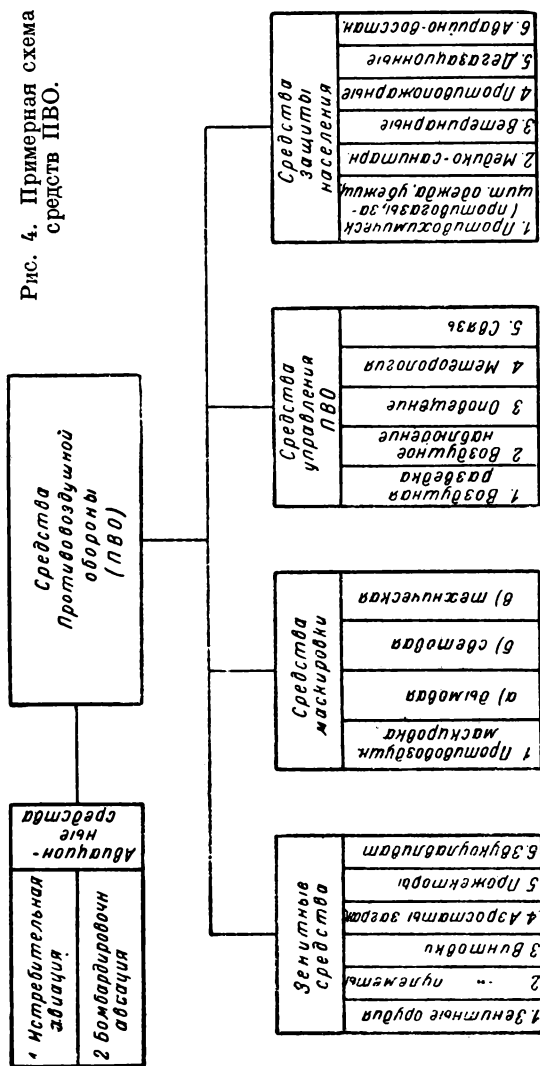 Рис. 4. Примерная схема
средств ПВО.
Средства
Противовоздушной
обороны
(ПВО)
Авиацион-
ные
средства
1 Истребительная
авиация
2 Бомбардировочн
авиация
Зенитные
средства
1. Зенитные орудия
2 " пулеметы
3 Винтовки
4. Аэростаты заграж
5 Прожекторы
6. Звукоулавливат
Средства
маскировки
1 Противовоздушн.
маскировка
а) дымовая
б) световая
в) техническая
Средства
управления
ПВО
1. Воздушная
разведка
2 Воздушное
наблюдение
3 Оповещение
4 Метеорология
5. Связь
Средства
защиты
населения
1. Противохимическ
(противогазы, за-
щит. одежда, убежищ
2. Медико-санитарн.
3. Ветеринарные
4 Противопожарные
5. Дегазационные
6. Аварийно-восстан.